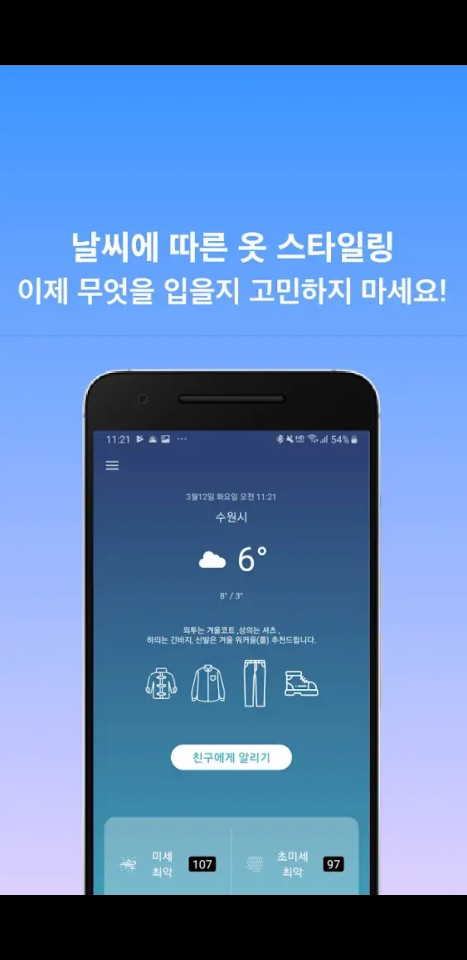 날씨에 따른 옷 스타일링
이제 무엇을 입을지 고민하지 마세요!
11:21 54%
3월12일 화요일 오전 11:21
수원시
6°
8° / 3°
외투는 겨울코트 ,상의는 셔츠 ,
하의는 긴바지, 신발은 겨울 워커을(를) 추천드립니다.
친구에게 알리기
미세
최악
107
초미세
최악
97